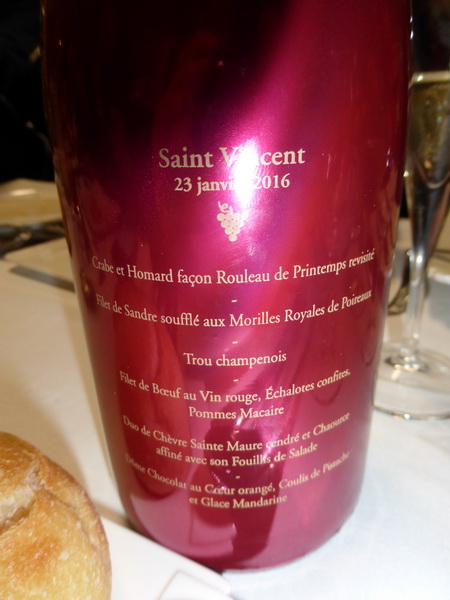 Saint Vincent
23 janvier 2016
Crabe et Homard façon Rouleau de Printemps revisité
-
Filet de Sandre soufflé aux Morilles Royales de Poireaux
-
Trou champenois
-
Filet de Bœuf au Vin rouge, Échalotes confites,
Pommes Macaire
-
Duo de Chèvre Sainte Maure cendré et Chaource
affiné avec son Fouillis de Salade
-
Dôme Chocolat au Cœur orangé, Coulis de Pistache
et Glace Mandarine